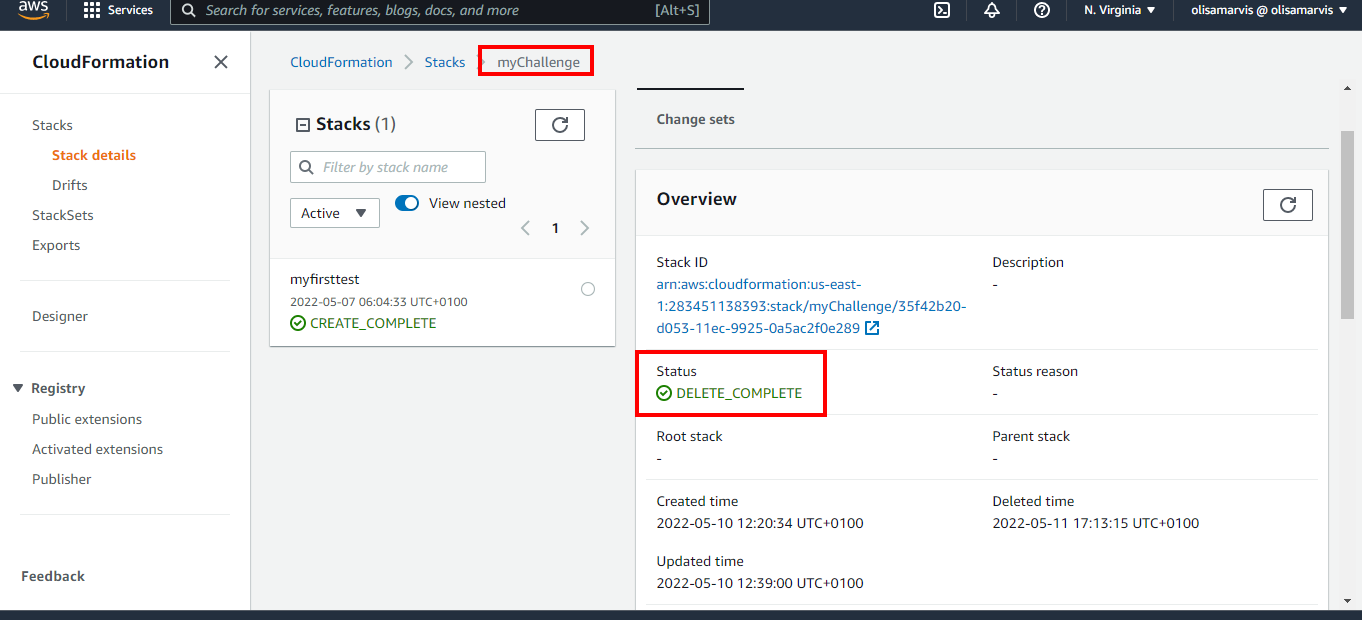 aws
Services
Search for services, features, blogs, docs, and more
[Alt+S]
N. Virginia
olisamarvis @ olisamarvis
CloudFormation
Stacks
Stack details
Drifts
StackSets
Exports
Designer
Registry
Public extensions
Activated extensions
Publisher
Feedback
CloudFormation
Stacks
myChallenge
Stacks (1)
Filter by stack name
Active
View nested
1
myfirsttest
2022-05-07 06:04:33 UTC+0100
CREATE_COMPLETE
Change sets
Overview
Stack ID
arn:aws:cloudformation:us-east-
1:283451138393:stack/myChallenge/35f42b20-
d053-11ec-9925-0a5ac2f0e289
Description
-
Status
DELETE_COMPLETE
Status reason
-
Root stack
-
Parent stack
-
Created time
2022-05-10 12:20:34 UTC+0100
Deleted time
2022-05-11 17:13:15 UTC+0100
Updated time
2022-05-10 12:39:00 UTC+0100